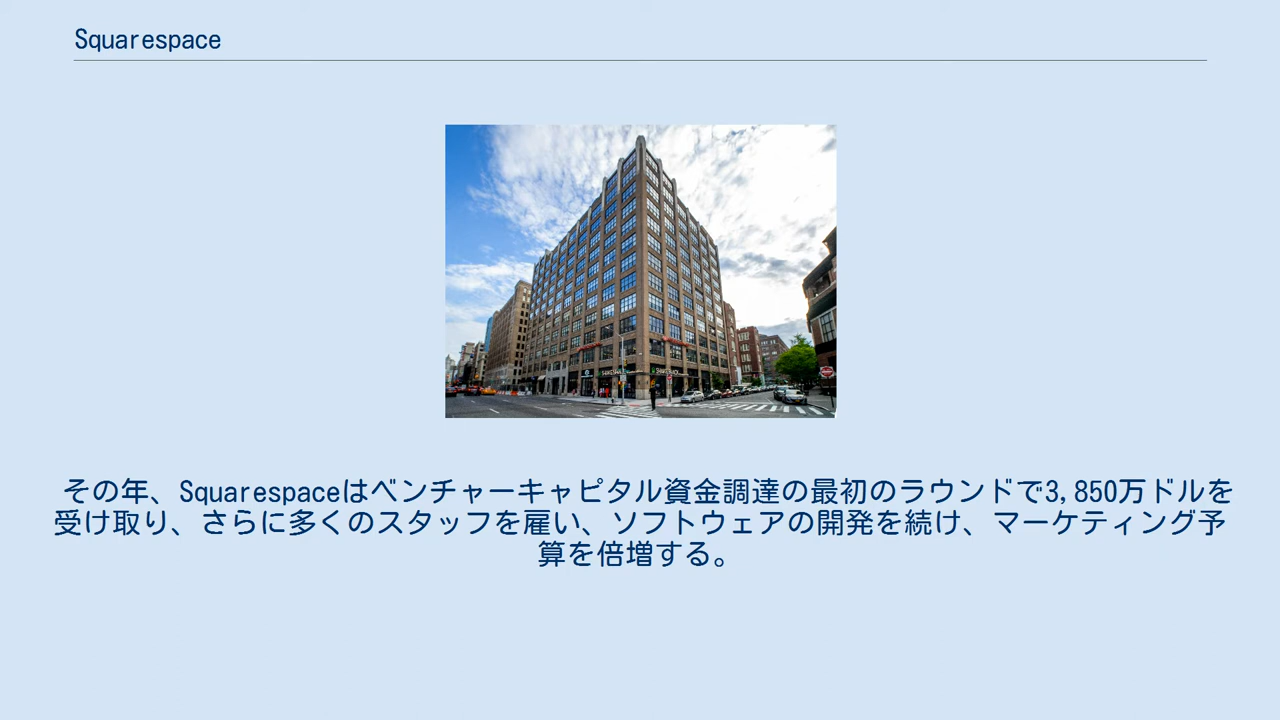 Squarespace
その年、Squarespaceはベンチャーキャピタル資金調達の最初のラウンドで3,850万ドルを
受け取り、さらに多くのスタッフを雇い、ソフトウェアの開発を続け、マーケティング予
算を倍増する。